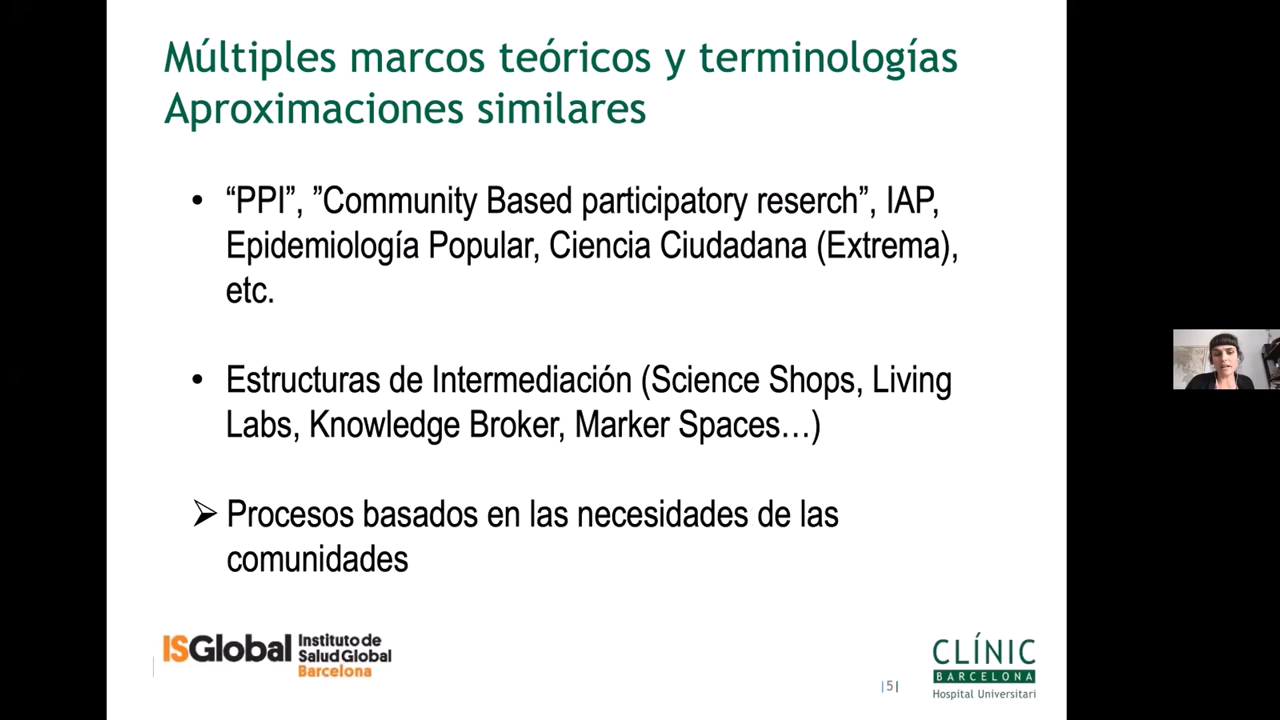 Múltiples marcos teóricos y terminologías
Aproximaciones similares
• “PPI”, ”Community Based participatory reserch”, IAP,
Epidemiología Popular, Ciencia Ciudadana (Extrema),
etc.
• Estructuras de Intermediación (Science Shops, Living
Labs, Knowledge Broker, Marker Spaces…)
➢ Procesos basados en las necesidades de las
comunidades
ISGlobal Instituto de
Salud Global
Barcelona
|5|
CLÍNIC
BARCELONA
Hospital Universitari